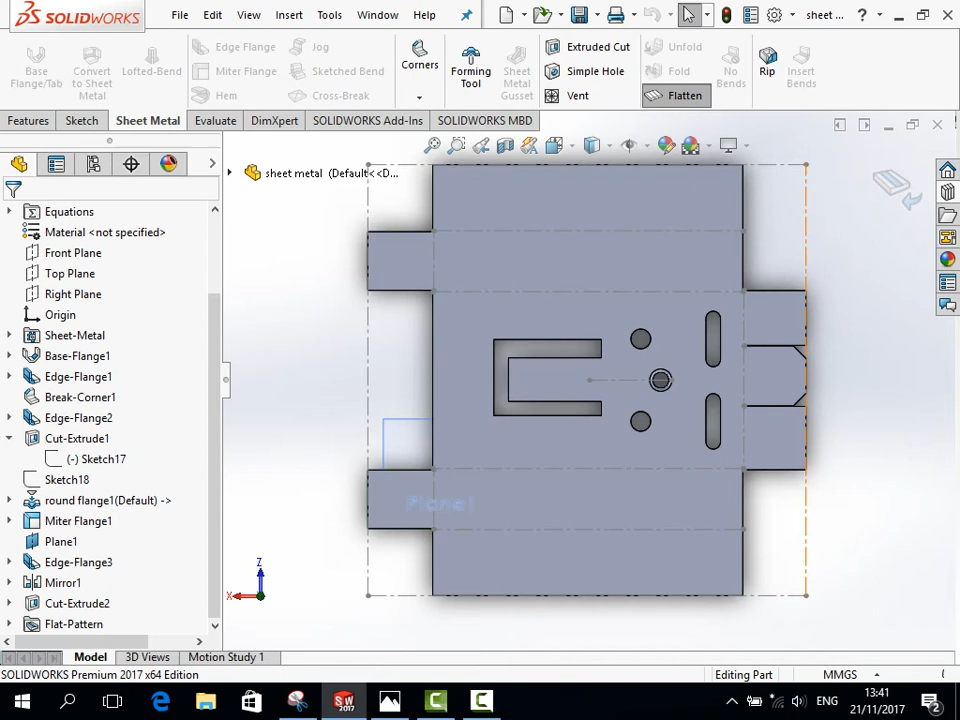 SOLIDWORKS File Edit View Insert Tools Window Help sheet ... ?
Base Flange/Tab
Convert to Sheet Metal
Lofted-Bend
Edge Flange
Miter Flange
Hem
Jog
Sketched Bend
Cross-Break
Corners
Forming Tool
Sheet Metal Gusset
Extruded Cut
Simple Hole
Vent
Unfold
Fold
Flatten
No Bends
Rip
Insert Bends
Features Sketch Sheet Metal Evaluate DimXpert SOLIDWORKS Add-Ins SOLIDWORKS MBD
sheet metal (Default<<D...
Equations
Material <not specified>
Front Plane
Top Plane
Right Plane
Origin
Sheet-Metal
Base-Flange1
Edge-Flange1
Break-Corner1
Edge-Flange2
Cut-Extrude1
(-) Sketch17
Sketch18
round flange1(Default) ->
Miter Flange1
Plane1
Edge-Flange3
Mirror1
Cut-Extrude2
Flat-Pattern
Plane1
Z
X
Model 3D Views Motion Study 1
SOLIDWORKS Premium 2017 x64 Edition Editing Part MMGS
SW 2017
ENG 13:41
21/11/2017
2